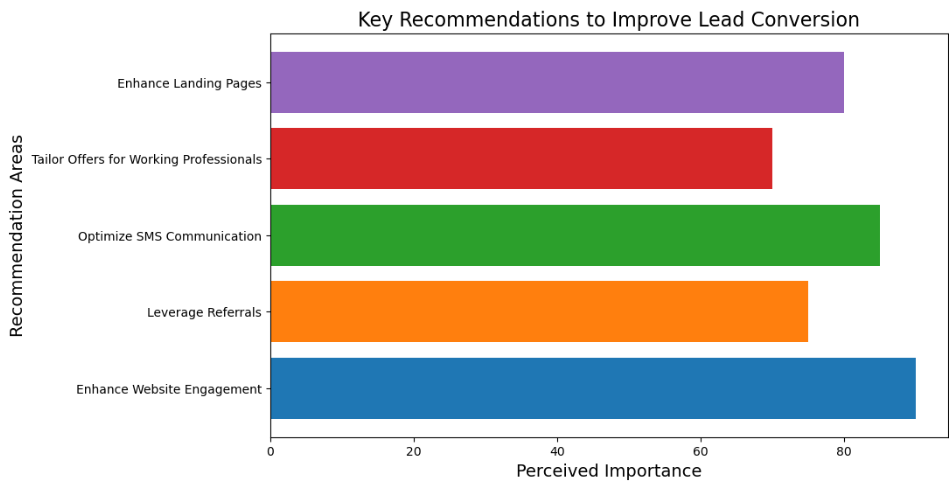 Key Recommendations to Improve Lead Conversion
Recommendation Areas
Enhance Landing Pages
Tailor Offers for Working Professionals
Optimize SMS Communication
Leverage Referrals
Enhance Website Engagement
0 20 40 60 80
Perceived Importance